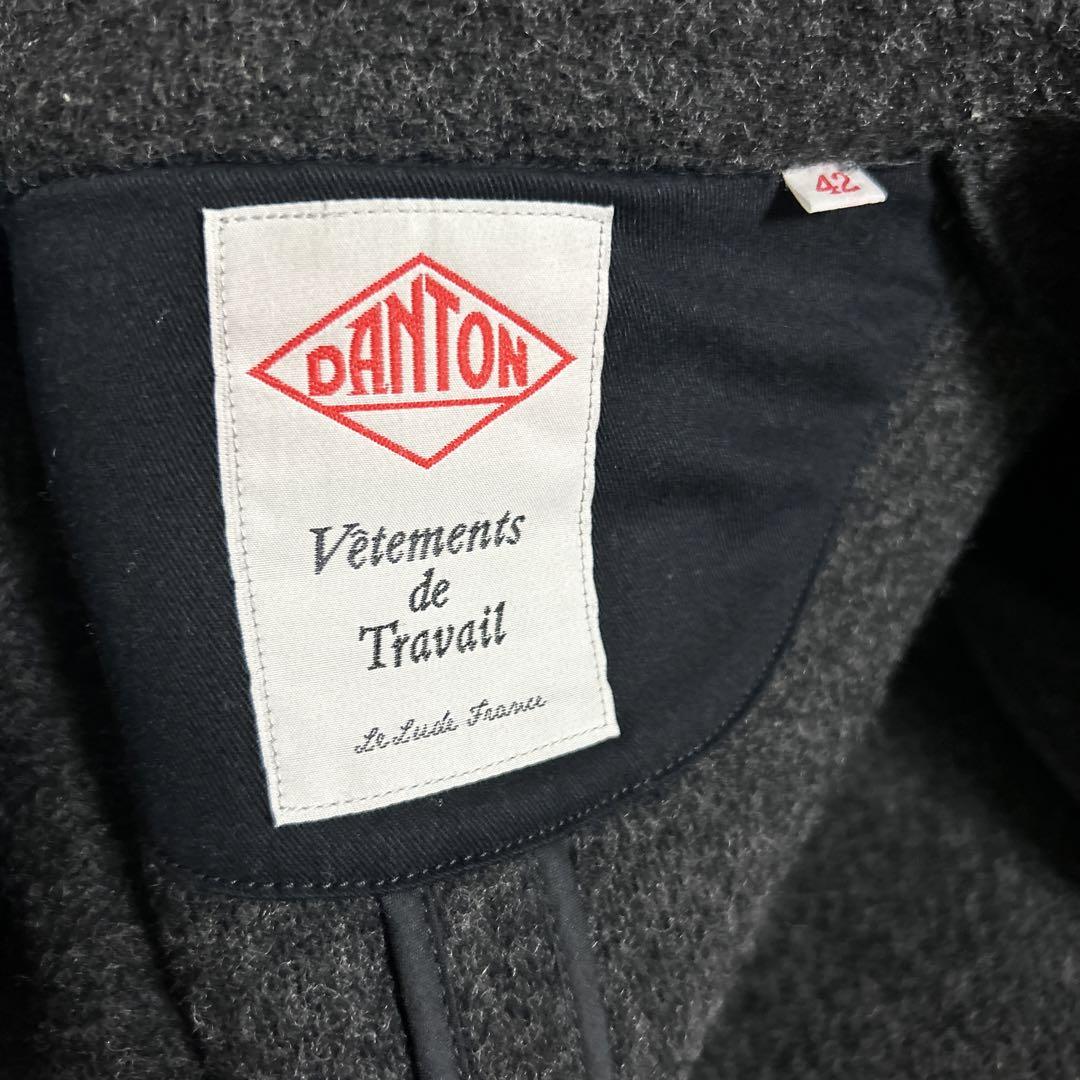 42
DANTON
Vêtements
de
Travail
Le Lude France